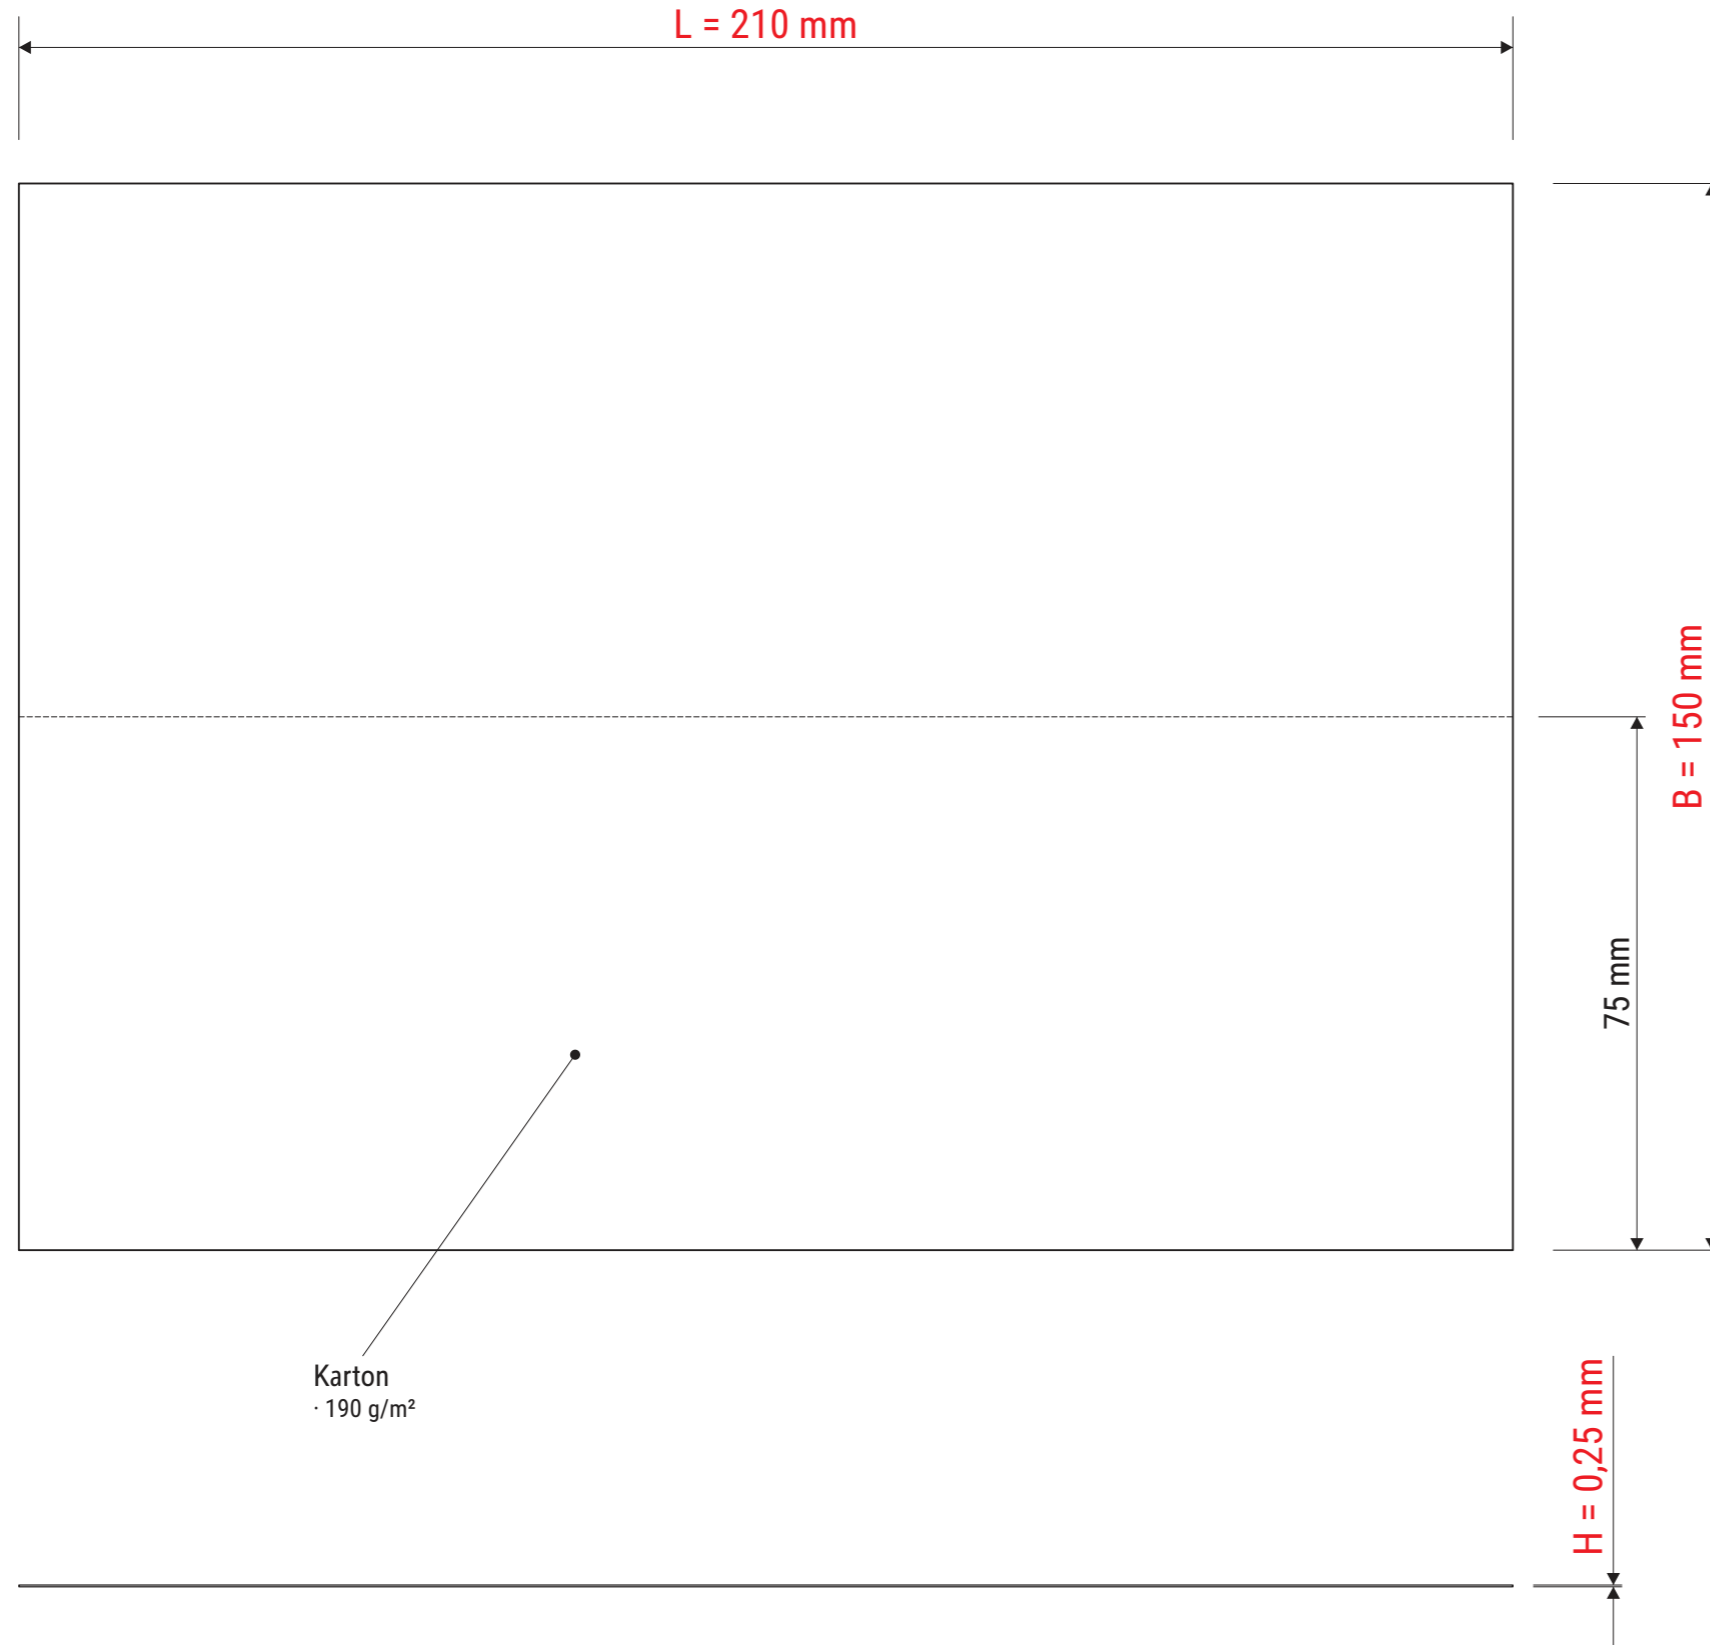 L = 210 mm
B = 150 mm
75 mm
Karton
· 190 g/m²
H = 0,25 mm